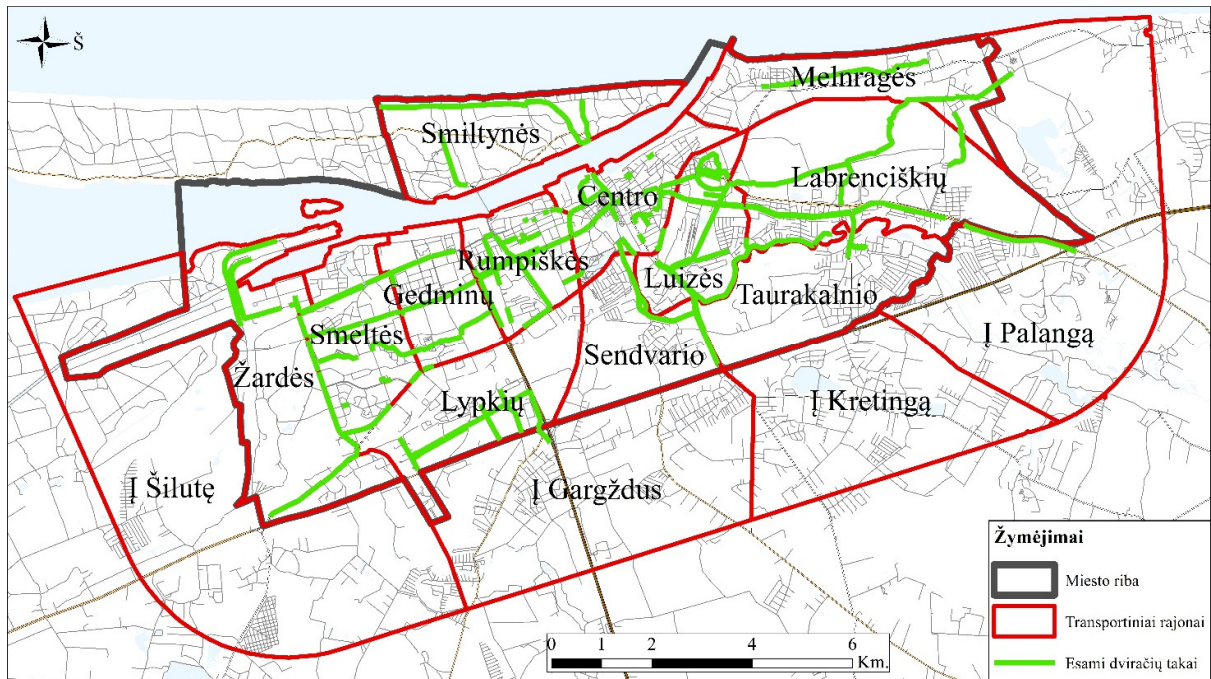 Š
Melnragės
Smiltynės
Labrenciškių
Centro
Rumpiškės
Luizės
Gedminų
Taurakalnio
Smeltės
Sendvario
Į Palangą
Žardės
Lypkių
Į Kretingą
Į Šilutę
Į Gargždus
Žymėjimai
Miesto riba
Transportiniai rajonai
Esami dviračių takai
0 1 2 4 6
Km.